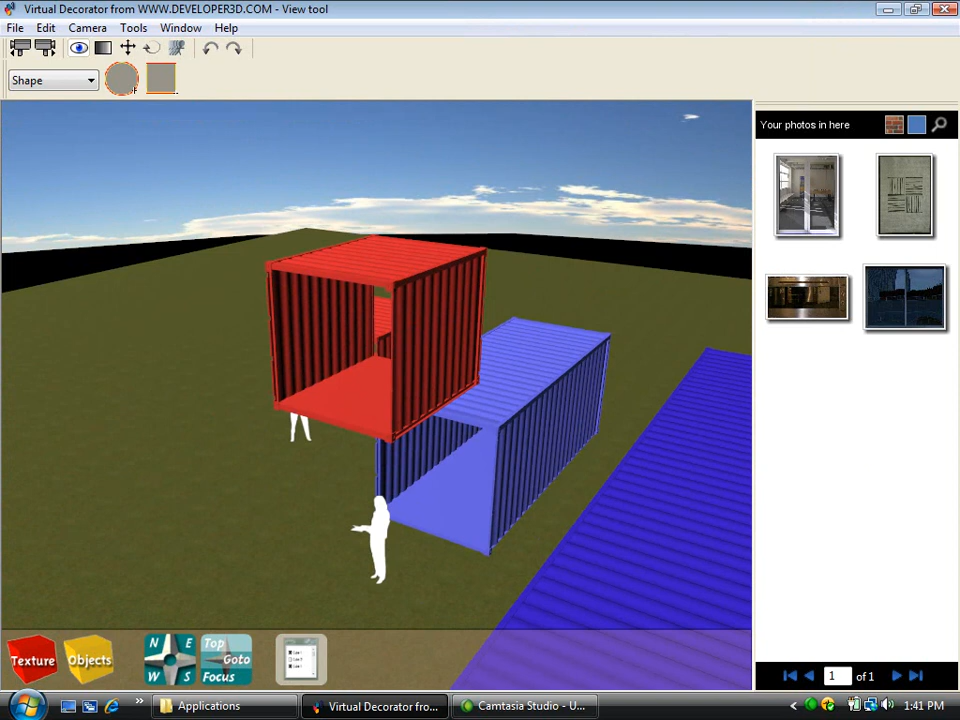 Virtual Decorator from WWW.DEVELOPER3D.COM - View tool
File Edit Camera Tools Window Help
Shape
Your photos in here
Texture
Objects
N E
W S
Top
Goto
Focus
1 of 1
Applications
Virtual Decorator from...
Camtasia Studio - U...
1:41 PM